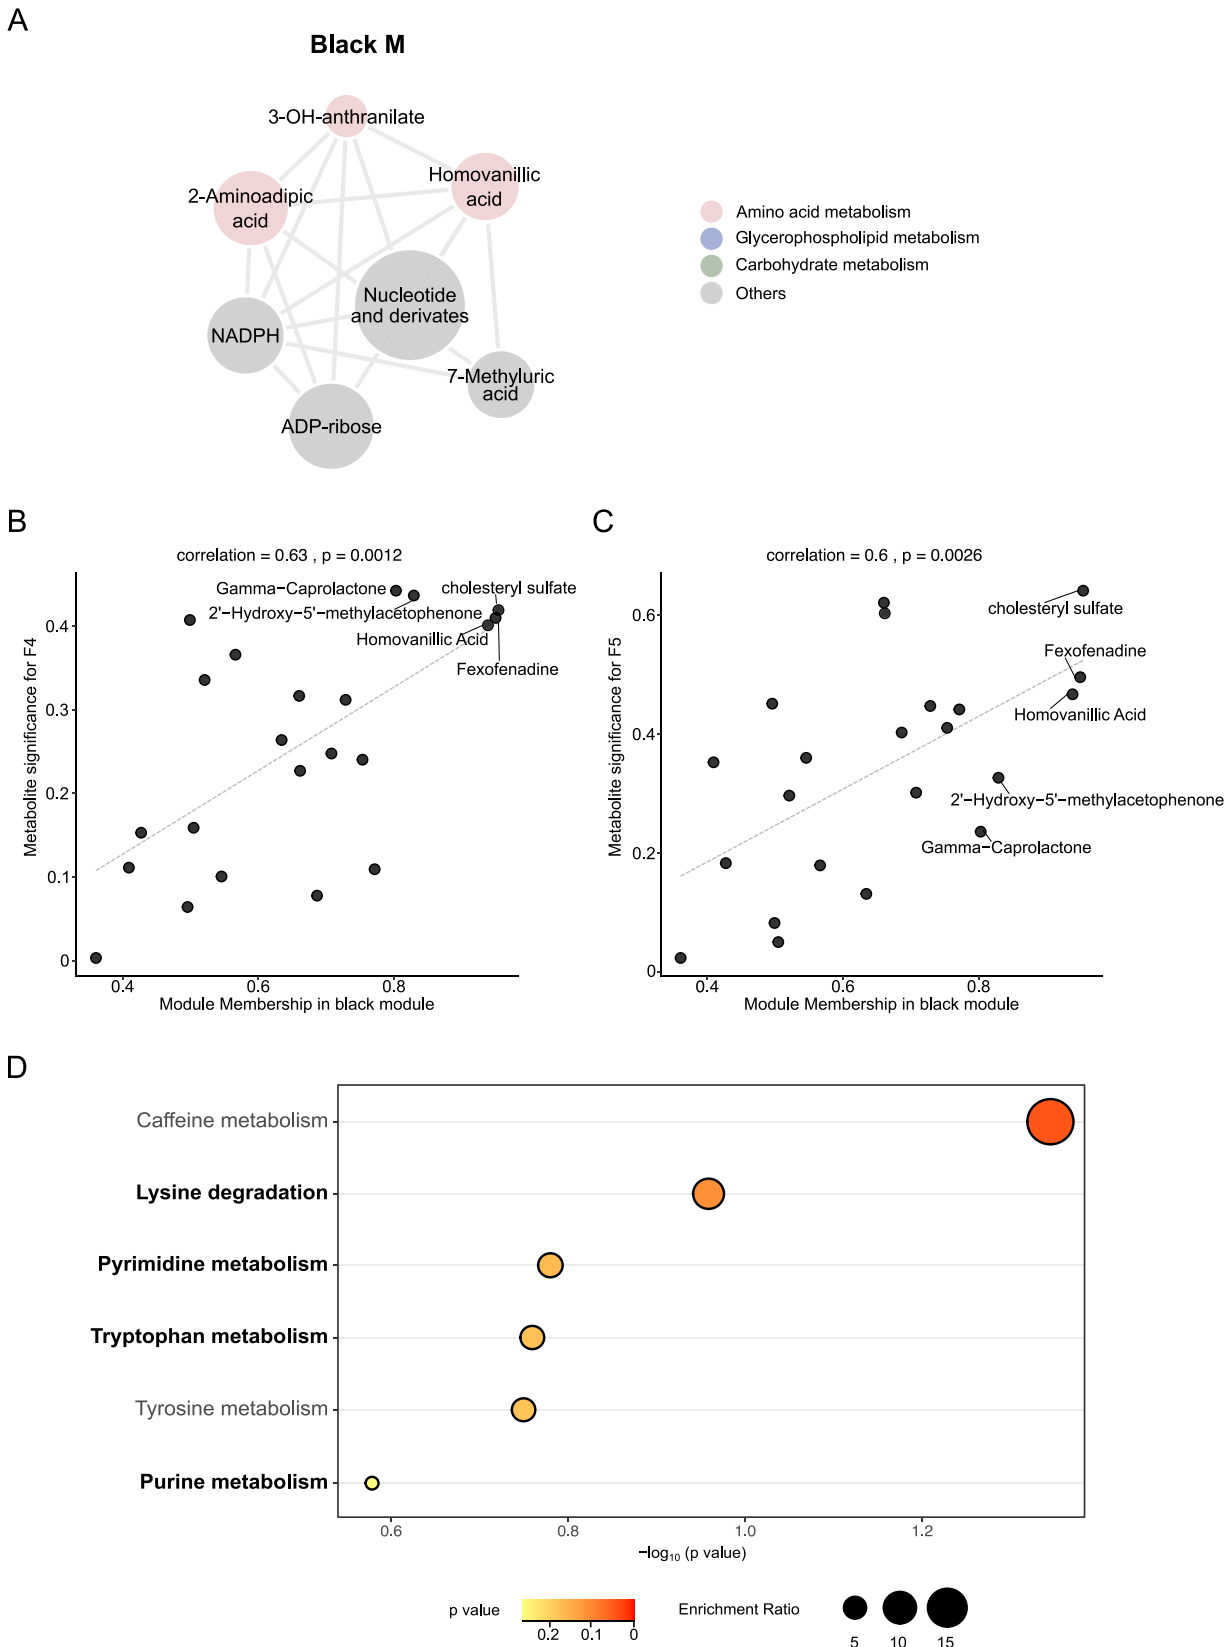 A
Black M
3-OH-anthranilate
Homovanillic
acid
2-Aminoadipic
acid
Nucleotide
and derivates
NADPH
7-Methyluric
acid
ADP-ribose
Amino acid metabolism
Glycerophospholipid metabolism
Carbohydrate metabolism
Others
B
correlation = 0.63 , p = 0.0012
Metabolite significance for F4
0.4
0.3
0.2
0.1
0
Gamma−Caprolactone
cholesteryl sulfate
2'−Hydroxy−5'−methylacetophenone
Homovanillic Acid
Fexofenadine
0.4 0.6 0.8
Module Membership in black module
C
correlation = 0.6 , p = 0.0026
Metabolite significance for F5
0.6
0.4
0.2
0
cholesteryl sulfate
Fexofenadine
Homovanillic Acid
2'−Hydroxy−5'−methylacetophenone
Gamma−Caprolactone
0.4 0.6 0.8
Module Membership in black module
D
Caffeine metabolism
Lysine degradation
Pyrimidine metabolism
Tryptophan metabolism
Tyrosine metabolism
Purine metabolism
0.6 0.8 1.0 1.2
−log₁₀ (p value)
p value
0.2 0.1 0
Enrichment Ratio
5 10 15